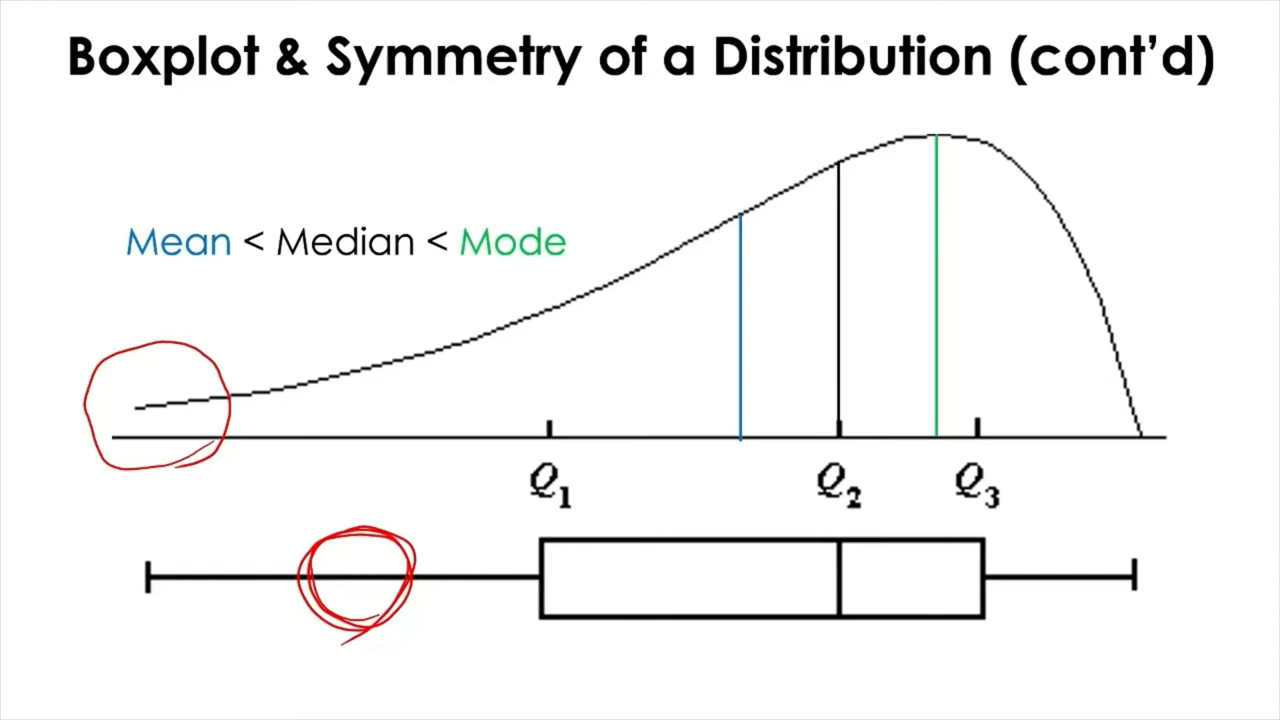 Boxplot & Symmetry of a Distribution (cont’d)
Mean < Median < Mode
Q1 Q2 Q3